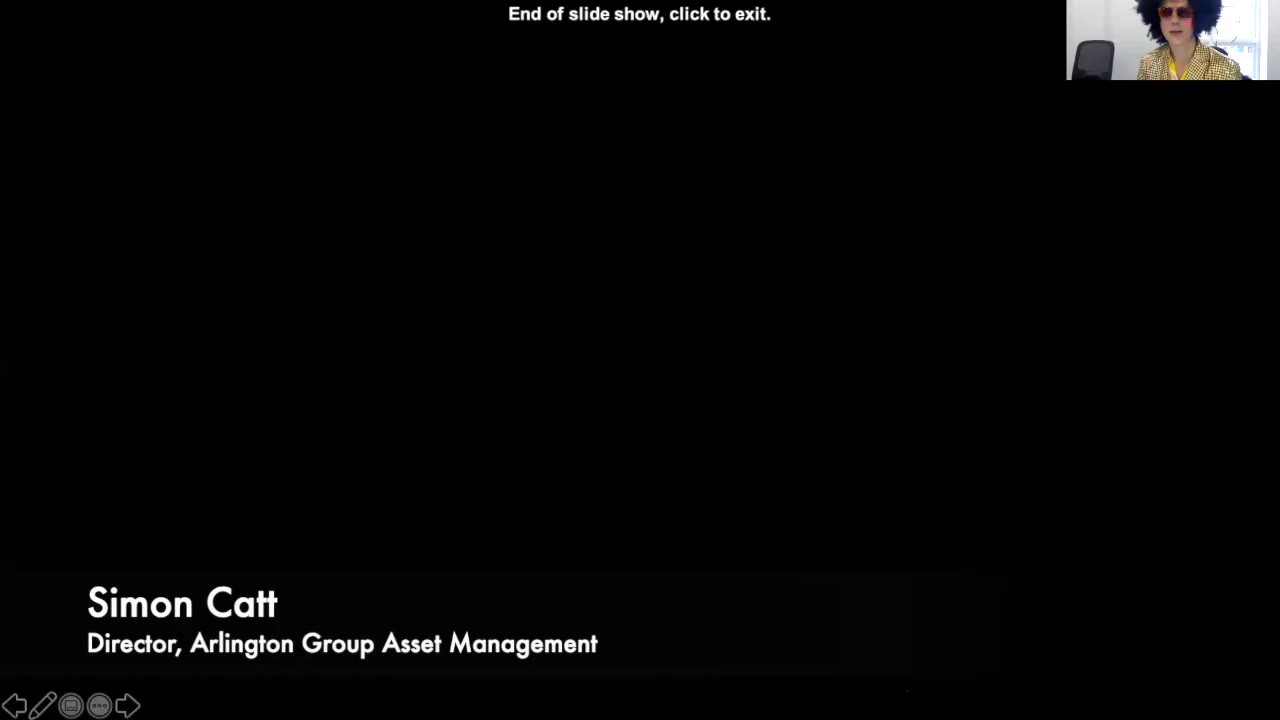 End of slide show, click to exit.
Simon Catt
Director, Arlington Group Asset Management